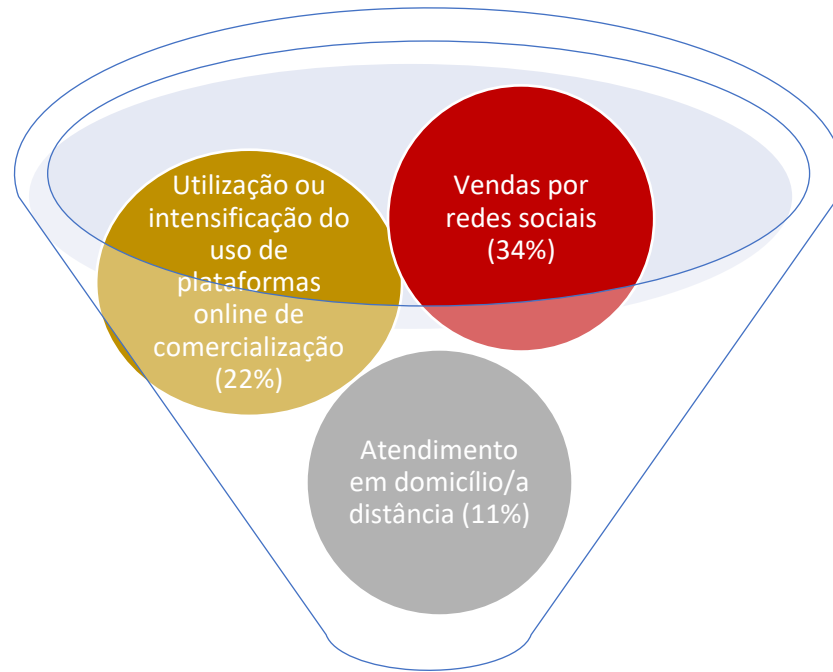 Utilização ou
intensificação do
uso de
plataformas
online de
comercialização
(22%)
Vendas por
redes sociais
(34%)
Atendimento
em domicílio/a
distância (11%)